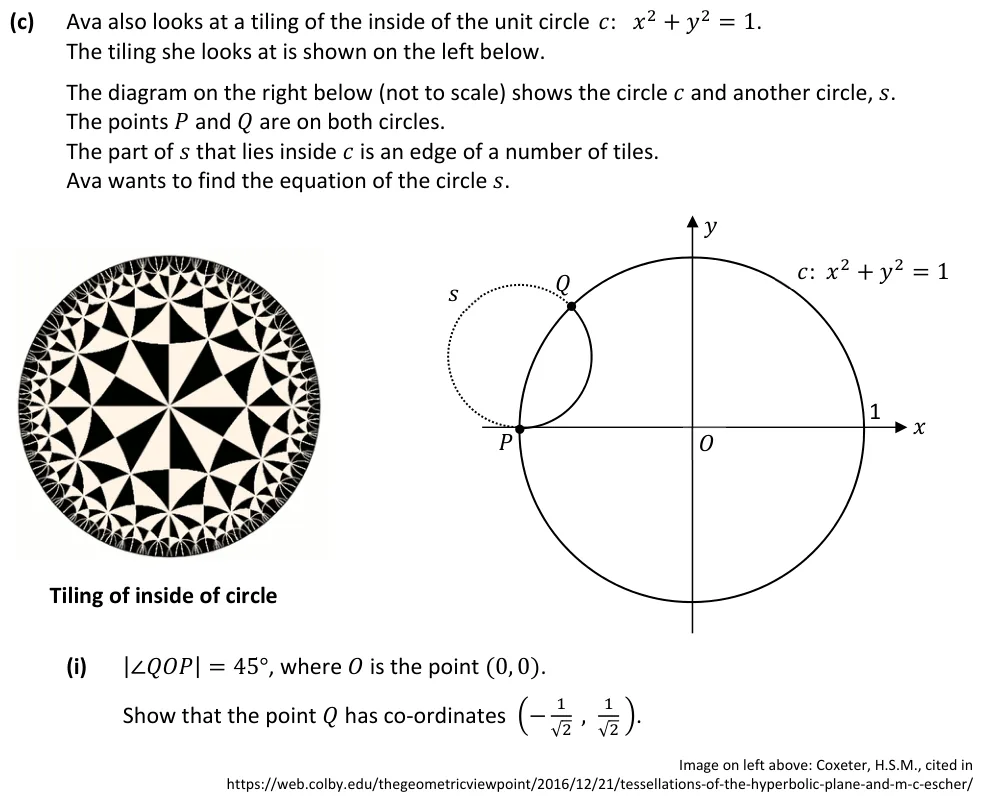 (c) Ava also looks at a tiling of the inside of the unit circle c: x² + y² = 1.
The tiling she looks at is shown on the left below.
The diagram on the right below (not to scale) shows the circle c and another circle, s.
The points P and Q are on both circles.
The part of s that lies inside c is an edge of a number of tiles.
Ava wants to find the equation of the circle s.
y
c: x² + y² = 1
Q
s
1
x
P
O
Tiling of inside of circle
(i) |∠QOP| = 45°, where O is the point (0, 0).
Show that the point Q has co-ordinates (−1/√2 , 1/√2).
Image on left above: Coxeter, H.S.M., cited in
https://web.colby.edu/thegeometricviewpoint/2016/12/21/tessellations-of-the-hyperbolic-plane-and-m-c-escher/